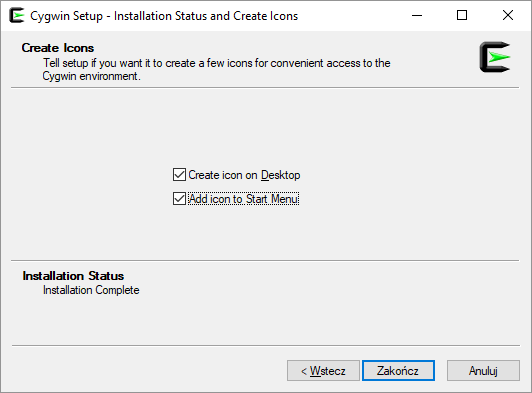 Cygwin Setup - Installation Status and Create Icons
Create Icons
Tell setup if you want it to create a few icons for convenient access to the
Cygwin environment.
Create icon on Desktop
Add icon to Start Menu
Installation Status
Installation Complete
< Wstecz
Zakończ
Anuluj